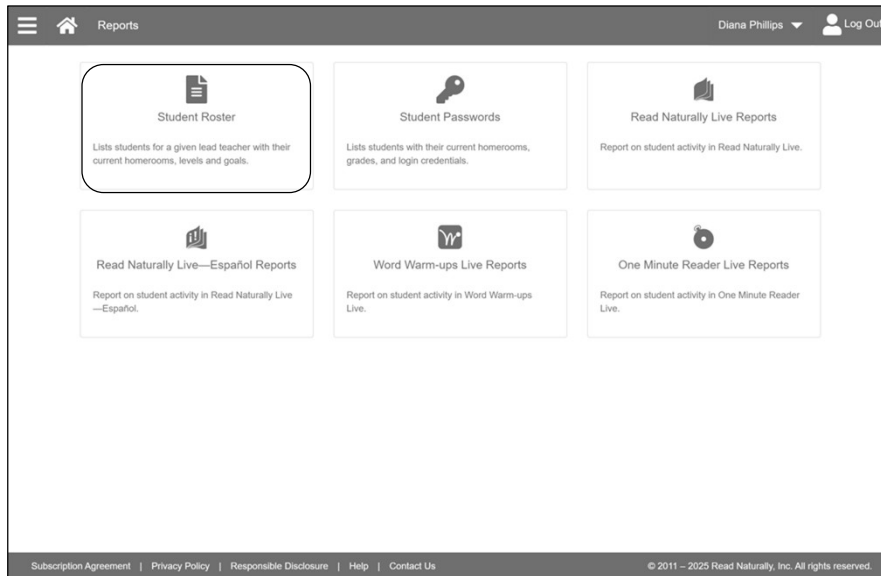 Reports
Diana Phillips
Log Out
Student Roster
Lists students for a given lead teacher with their
current homerooms, levels and goals.
Student Passwords
Lists students with their current homerooms,
grades, and login credentials.
Read Naturally Live Reports
Report on student activity in Read Naturally Live.
Read Naturally Live—Español Reports
Report on student activity in Read Naturally Live
—Español.
Word Warm-ups Live Reports
Report on student activity in Word Warm-ups
Live.
One Minute Reader Live Reports
Report on student activity in One Minute Reader
Live.
Subscription Agreement | Privacy Policy | Responsible Disclosure | Help | Contact Us
© 2011 – 2025 Read Naturally, Inc. All rights reserved.